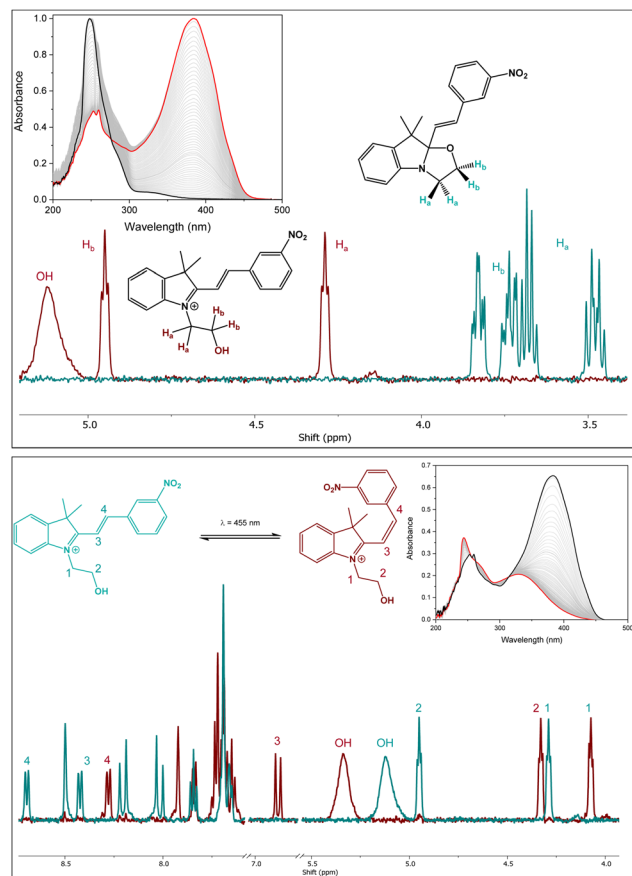 1.0
0.8
0.6
0.4
0.2
0.0
Absorbance
200 300 400 500
Wavelength (nm)
NO₂
O
N
Hb
Hb
Ha Ha
OH
Hb
NO₂
N
⊕
Hb
Hb
Ha
Ha
OH
Ha
Hb
Ha
5.0 4.5 4.0 3.5
Shift (ppm)
NO₂
4
3
N
⊕
1 2
OH
λ = 455 nm
O₂N
4
3
N
⊕
1 2
OH
0.7
0.6
0.5
0.4
0.3
0.2
0.1
0.0
Absorbance
200 300 400 500
Wavelength (nm)
4 3 4 3 OH OH 2 2 1 1
8.5 8.0 7.0 5.5 5.0 4.5 4.0
Shift (ppm)